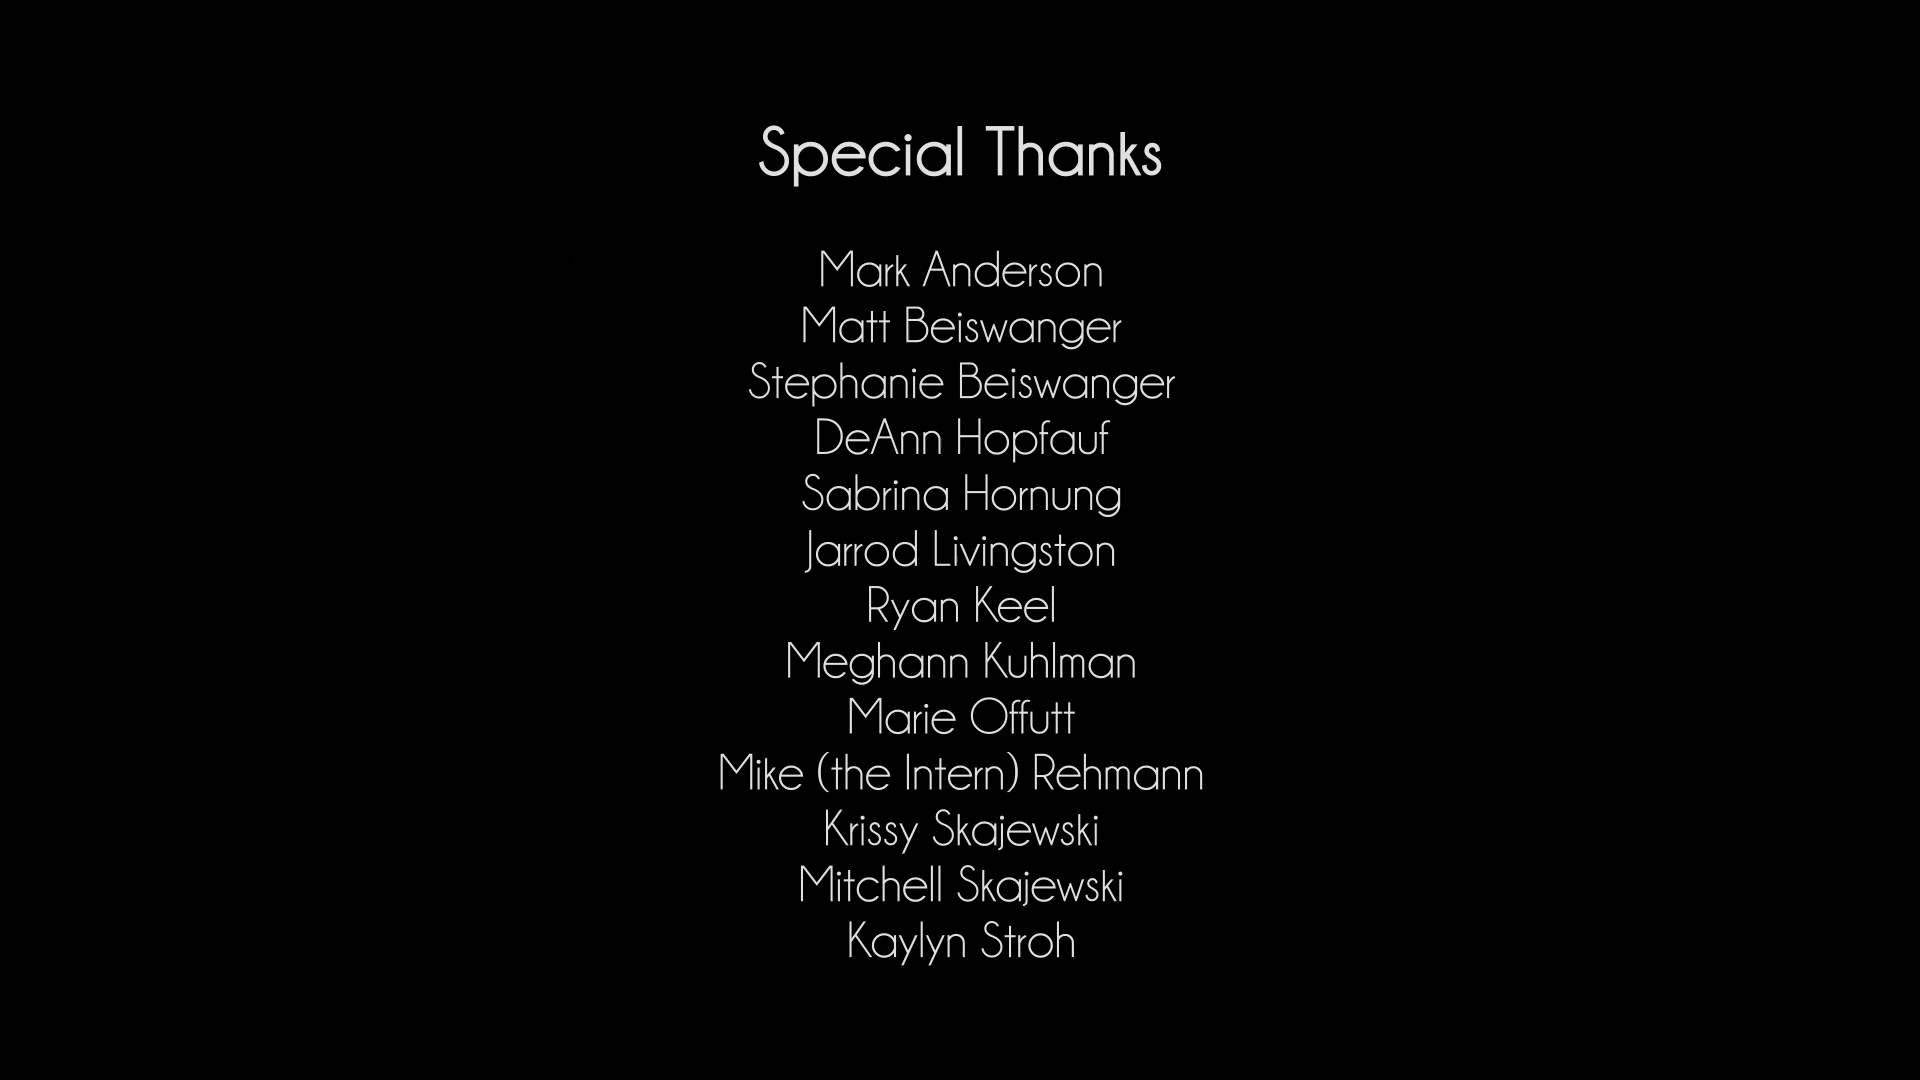 Special Thanks
Mark Anderson
Matt Beiswanger
Stephanie Beiswanger
DeAnn Hopfauf
Sabrina Hornung
Jarrod Livingston
Ryan Keel
Meghann Kuhlman
Marie Offutt
Mike (the Intern) Rehmann
Krissy Skajewski
Mitchell Skajewski
Kaylyn Stroh